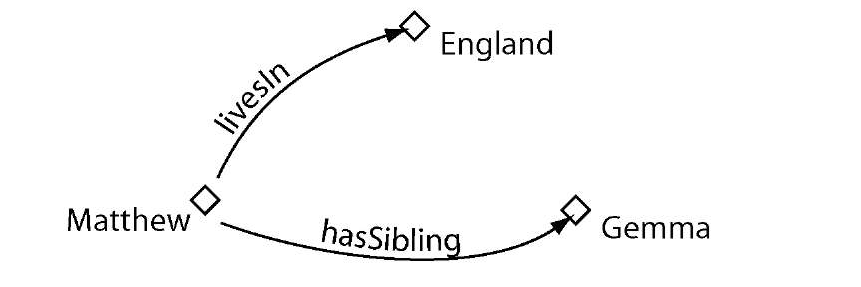 England
livesIn
Matthew
hasSibling
Gemma